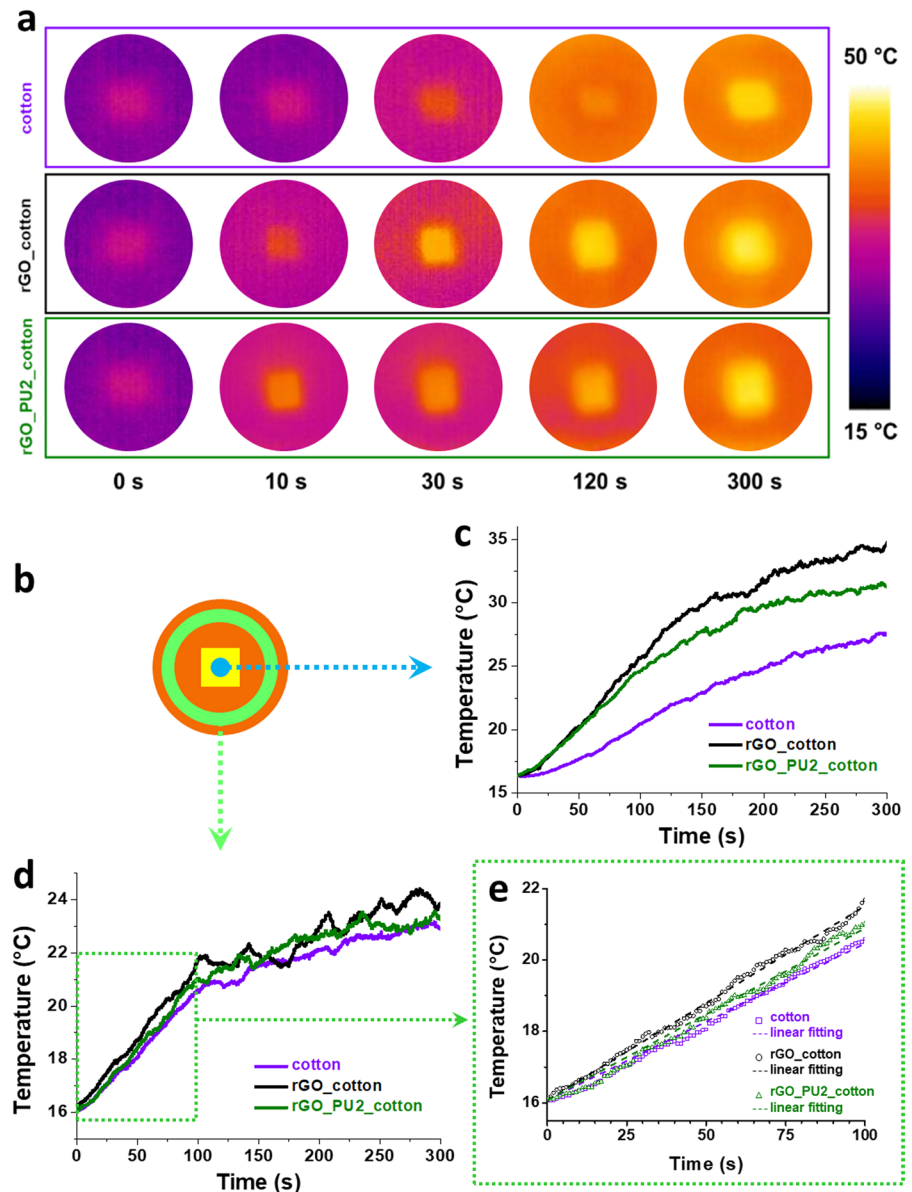 a
50 °C
cotton
rGO_cotton
rGO_PU2_cotton
15 °C
0 s
10 s
30 s
120 s
300 s
b
c
Temperature (°C)
35
30
25
20
15
cotton
rGO_cotton
rGO_PU2_cotton
0
50
100
150
200
250
300
Time (s)
d
Temperature (°C)
24
22
20
18
16
cotton
rGO_cotton
rGO_PU2_cotton
0
50
100
150
200
250
300
Time (s)
e
Temperature (°C)
22
20
18
16
cotton
linear fitting
rGO_cotton
linear fitting
rGO_PU2_cotton
linear fitting
0
25
50
75
100
Time (s)